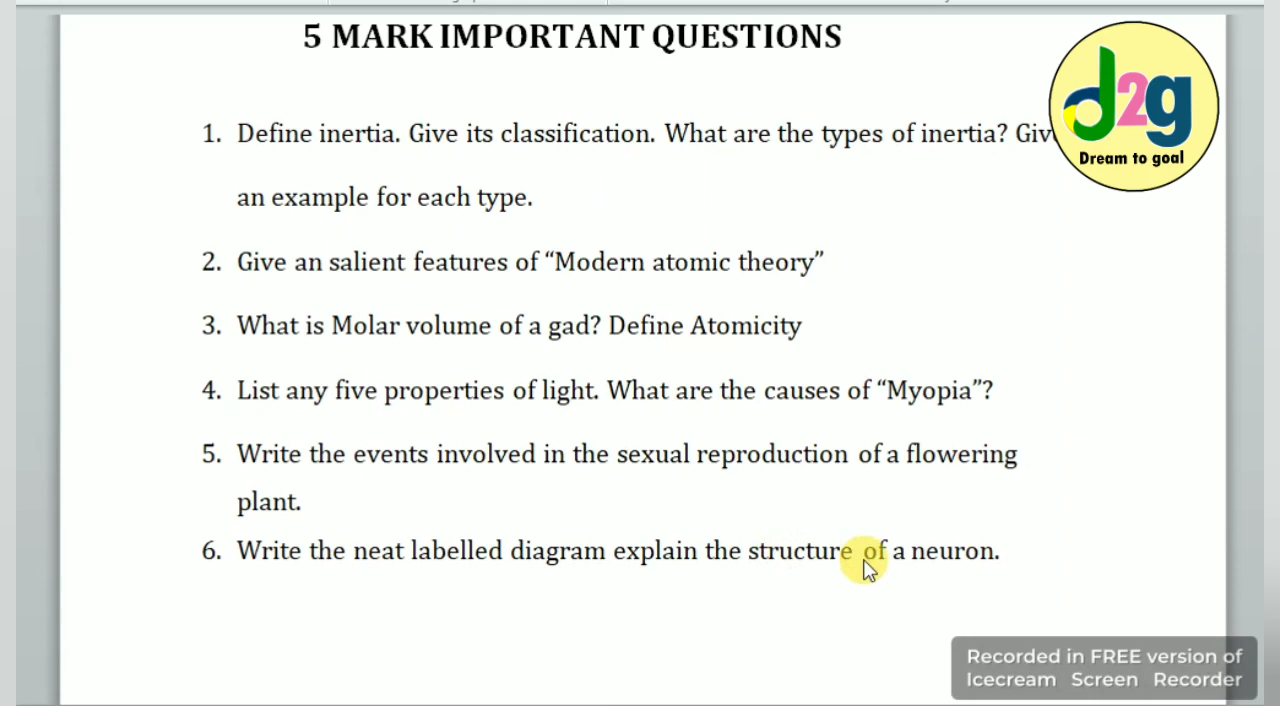 5 MARK IMPORTANT QUESTIONS
d2g
Dream to goal
1. Define inertia. Give its classification. What are the types of inertia? Giv
an example for each type.
2. Give an salient features of “Modern atomic theory”
3. What is Molar volume of a gad? Define Atomicity
4. List any five properties of light. What are the causes of “Myopia”?
5. Write the events involved in the sexual reproduction of a flowering
plant.
6. Write the neat labelled diagram explain the structure of a neuron.
Recorded in FREE version of
Icecream Screen Recorder